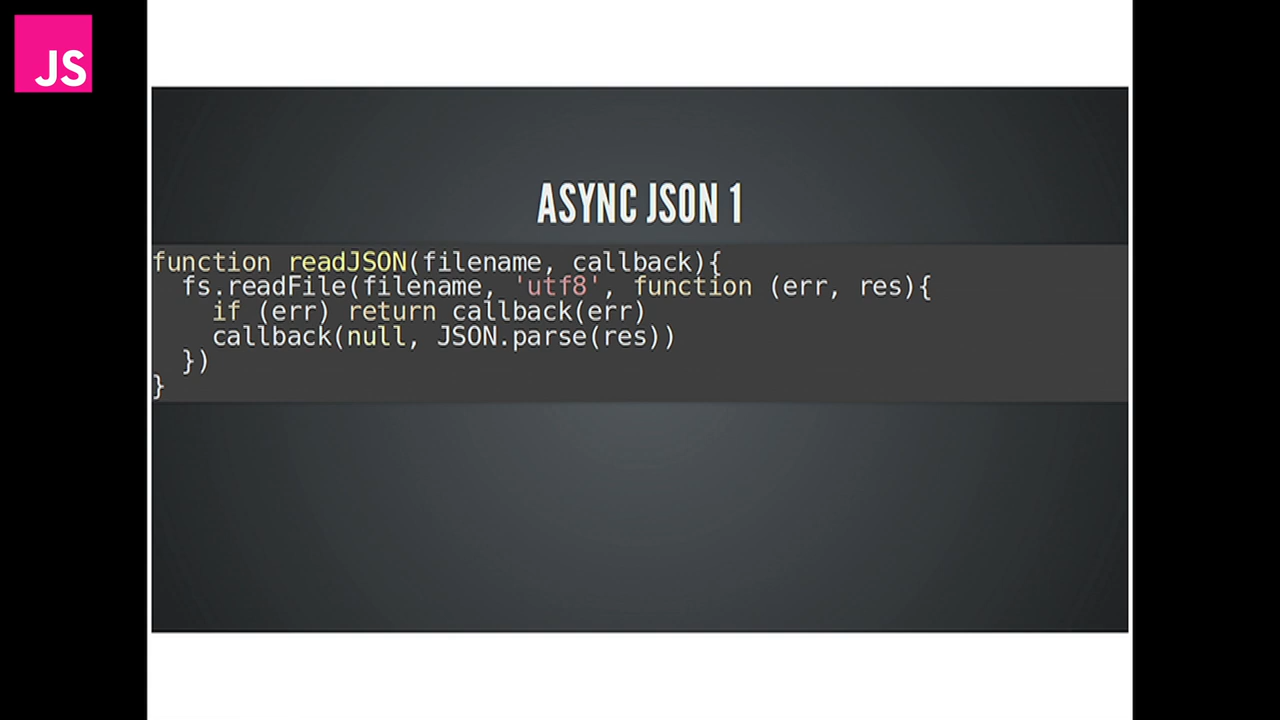 JS
ASYNC JSON 1
function readJSON(filename, callback){
  fs.readFile(filename, 'utf8', function (err, res){
    if (err) return callback(err)
    callback(null, JSON.parse(res))
  })
}